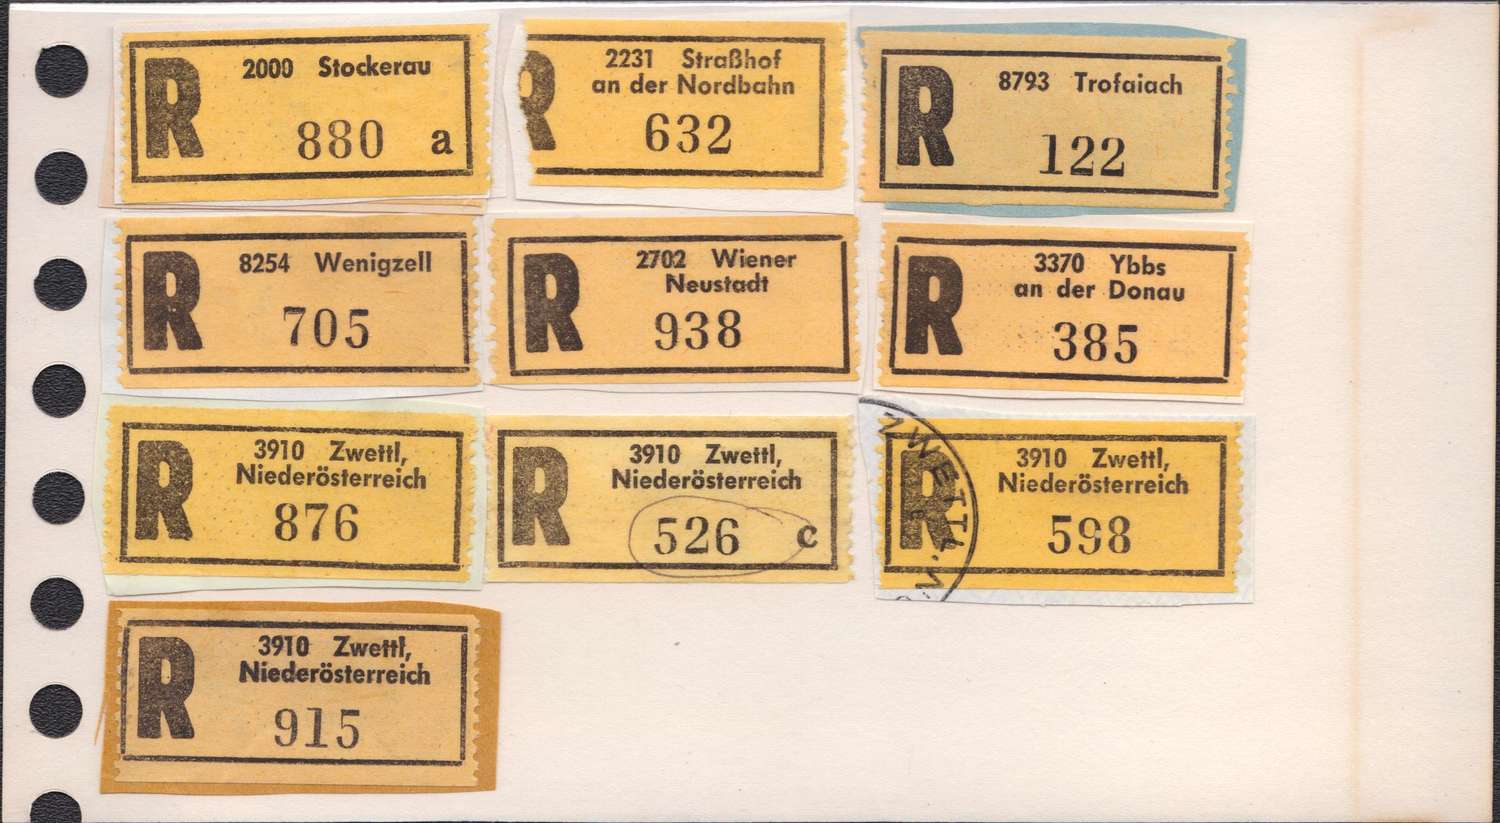 R 2000 Stockerau
880 a
R 2231 Straßhof
an der Nordbahn
632
R 8793 Trofaiach
122
R 8254 Wenigzell
705
R 2702 Wiener
Neustadt
938
R 3370 Ybbs
an der Donau
385
R 3910 Zwettl,
Niederösterreich
876
R 3910 Zwettl,
Niederösterreich
526 c
R 3910 Zwettl,
Niederösterreich
598
ZWETTL
R 3910 Zwettl,
Niederösterreich
915